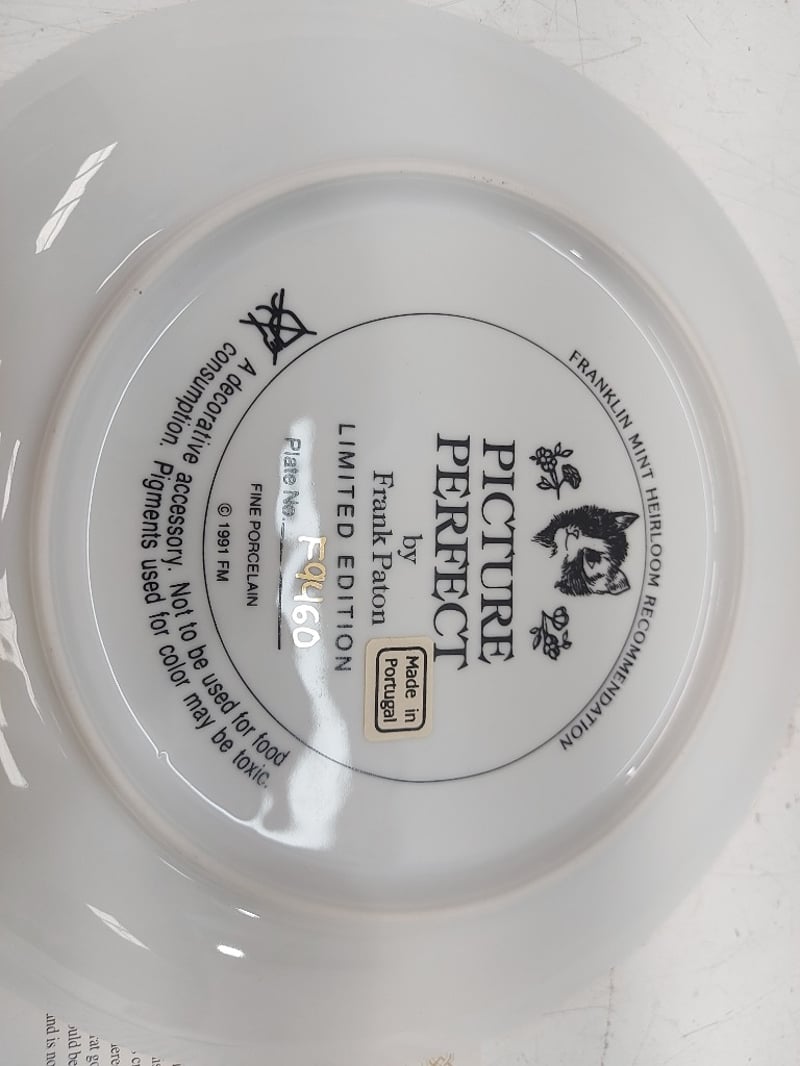 FRANKLIN MINT HEIRLOOM RECOMMENDATION
PICTURE
PERFECT
by
Frank Paton
Made in
Portugal
LIMITED EDITION
Plate No. F9460
FINE PORCELAIN
© 1991 FM
A decorative accessory. Not to be used for food
consumption. Pigments used for color may be toxic.